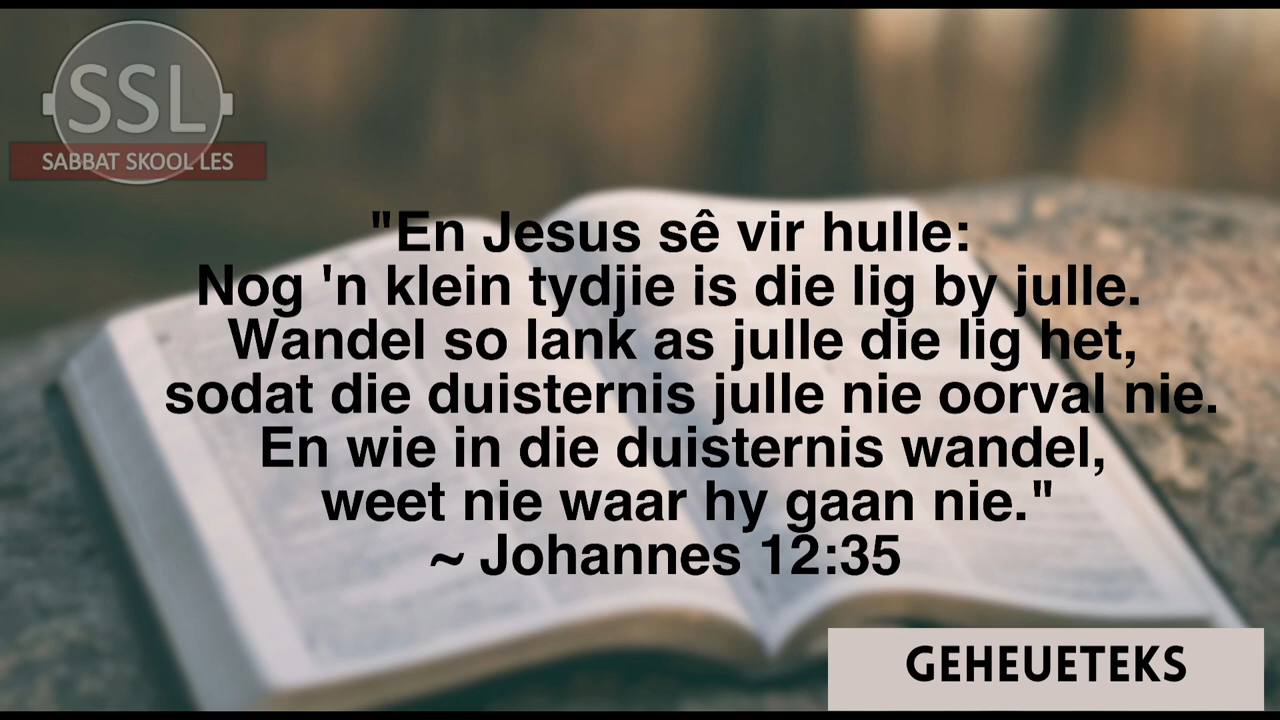 SSL
SABBAT SKOOL LES
"En Jesus sê vir hulle:
Nog 'n klein tydjie is die lig by julle.
Wandel so lank as julle die lig het,
sodat die duisternis julle nie oorval nie.
En wie in die duisternis wandel,
weet nie waar hy gaan nie."
~ Johannes 12:35
GEHEUETEKS